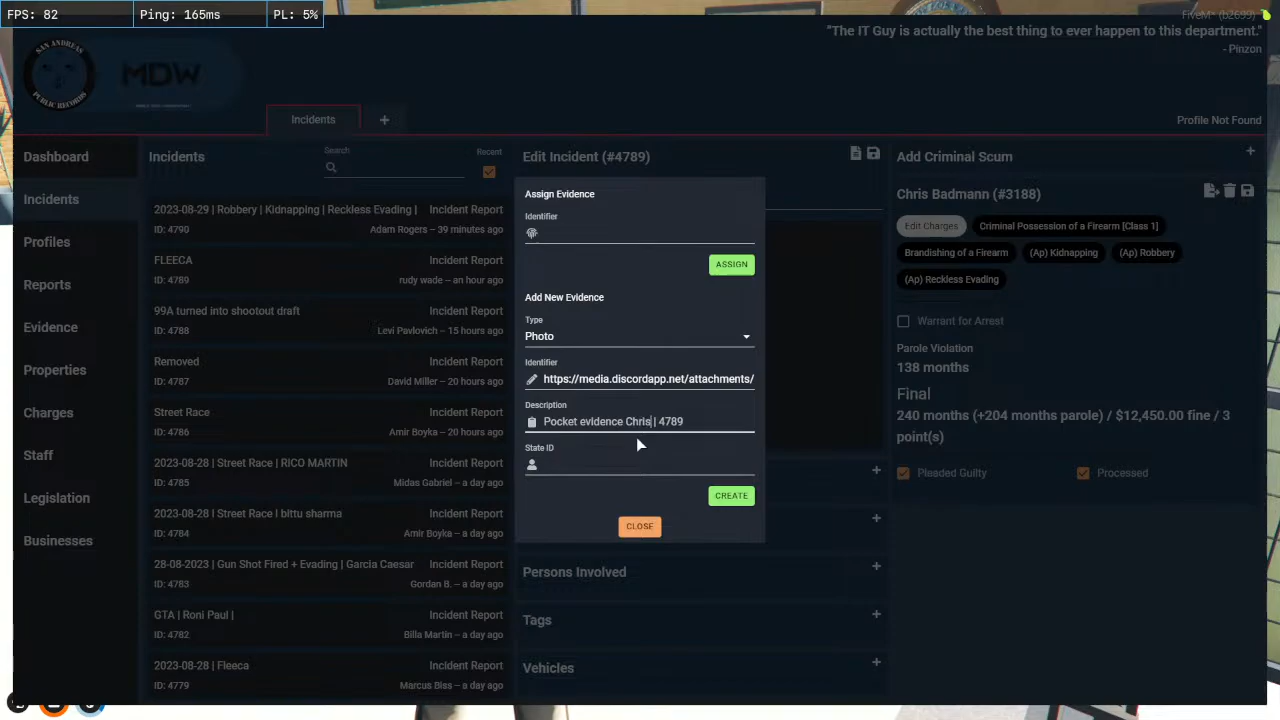 FPS: 82 Ping: 165ms PL: 5%
FiveM* (b2699)
"The IT Guy is actually the best thing to ever happen to this department."
- Pinzon
SAN ANDREAS
PUBLIC RECORDS
MDW
Incidents +
Profile Not Found
Dashboard
Incidents
Profiles
Reports
Evidence
Properties
Charges
Staff
Legislation
Businesses
Incidents
Search
Recent
2023-08-29 | Robbery | Kidnapping | Reckless Evading | Incident Report
ID: 4790 Adam Rogers – 39 minutes ago
FLEECA Incident Report
ID: 4789 rudy wade – an hour ago
99A turned into shootout draft Incident Report
ID: 4788 Levi Pavlovich – 15 hours ago
Removed Incident Report
ID: 4787 David Miller – 20 hours ago
Street Race Incident Report
ID: 4786 Amir Boyka – 20 hours ago
2023-08-28 | Street Race | RICO MARTIN Incident Report
ID: 4785 Midas Gabriel – a day ago
2023-08-28 | Street Race | bittu sharma Incident Report
ID: 4784 Amir Boyka – a day ago
28-08-2023 | Gun Shot Fired + Evading | Garcia Caesar Incident Report
ID: 4783 Gordan B. – a day ago
GTA | Roni Paul | Incident Report
ID: 4782 Billa Martin – a day ago
2023-08-28 | Fleeca Incident Report
ID: 4779 Marcus Biss – a day ago
Edit Incident (#4789)
Assign Evidence
Identifier
ASSIGN
Add New Evidence
Type
Photo
Identifier
https://media.discordapp.net/attachments/
Description
Pocket evidence Chris | 4789
State ID
CREATE
CLOSE
Persons Involved
Tags
Vehicles
Add Criminal Scum
Chris Badmann (#3188)
Edit Charges Criminal Possession of a Firearm [Class 1]
Brandishing of a Firearm (Ap) Kidnapping (Ap) Robbery
(Ap) Reckless Evading
Warrant for Arrest
Parole Violation
138 months
Final
240 months (+204 months parole) / $12,450.00 fine / 3
point(s)
Pleaded Guilty Processed